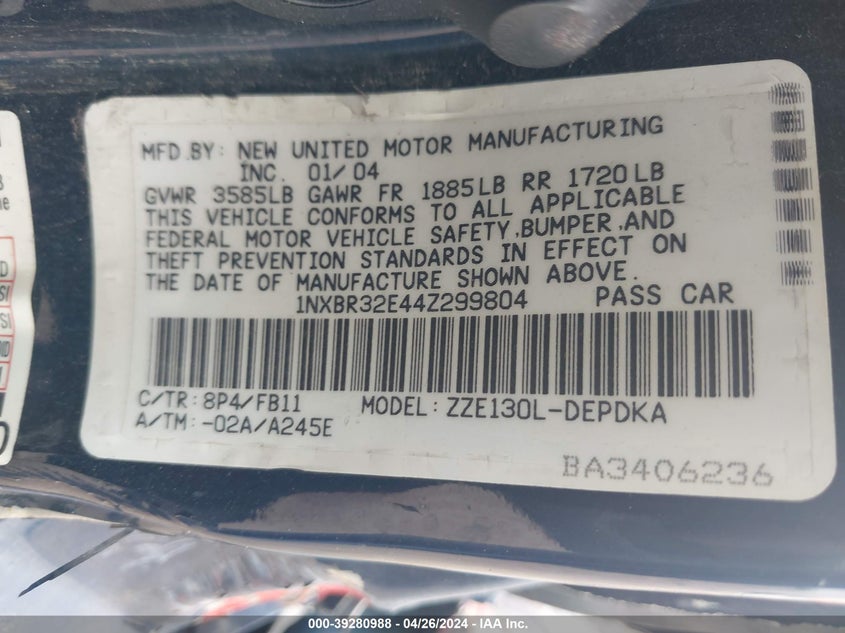 MFD.BY: NEW UNITED MOTOR MANUFACTURING
INC. 01/04
GVWR 3585LB GAWR FR 1885LB RR 1720LB
THIS VEHICLE CONFORMS TO ALL APPLICABLE
FEDERAL MOTOR VEHICLE SAFETY,BUMPER,AND
THEFT PREVENTION STANDARDS IN EFFECT ON
THE DATE OF MANUFACTURE SHOWN ABOVE.
1NXBR32E44Z299804 PASS CAR
C/TR: 8P4/FB11 MODEL: ZZE130L-DEPDKA
A/TM: -02A/A245E
BA3406236
000-39280988 - 04/26/2024 - IAA Inc.